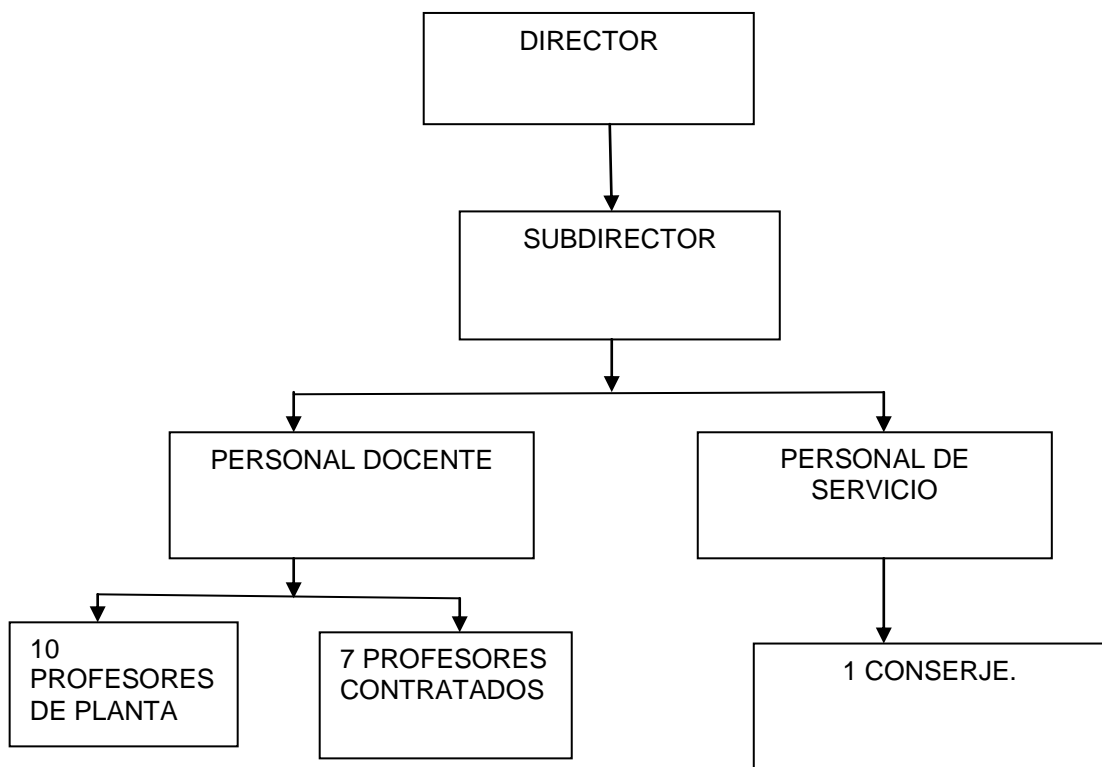 DIRECTOR
SUBDIRECTOR
PERSONAL DOCENTE
PERSONAL DE
SERVICIO
10
PROFESORES
DE PLANTA
7 PROFESORES
CONTRATADOS
1 CONSERJE.